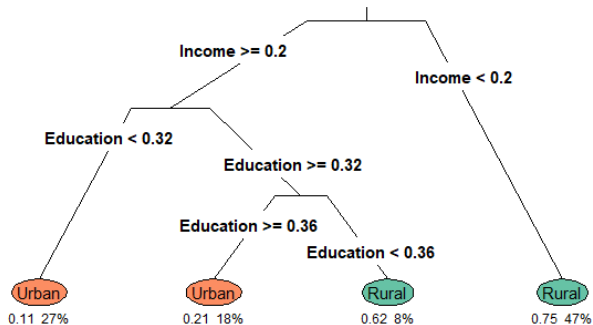 Income >= 0.2
Income < 0.2
Education < 0.32
Education >= 0.32
Education >= 0.36
Education < 0.36
Urban
Urban
Rural
Rural
0.11 27%
0.21 18%
0.62 8%
0.75 47%